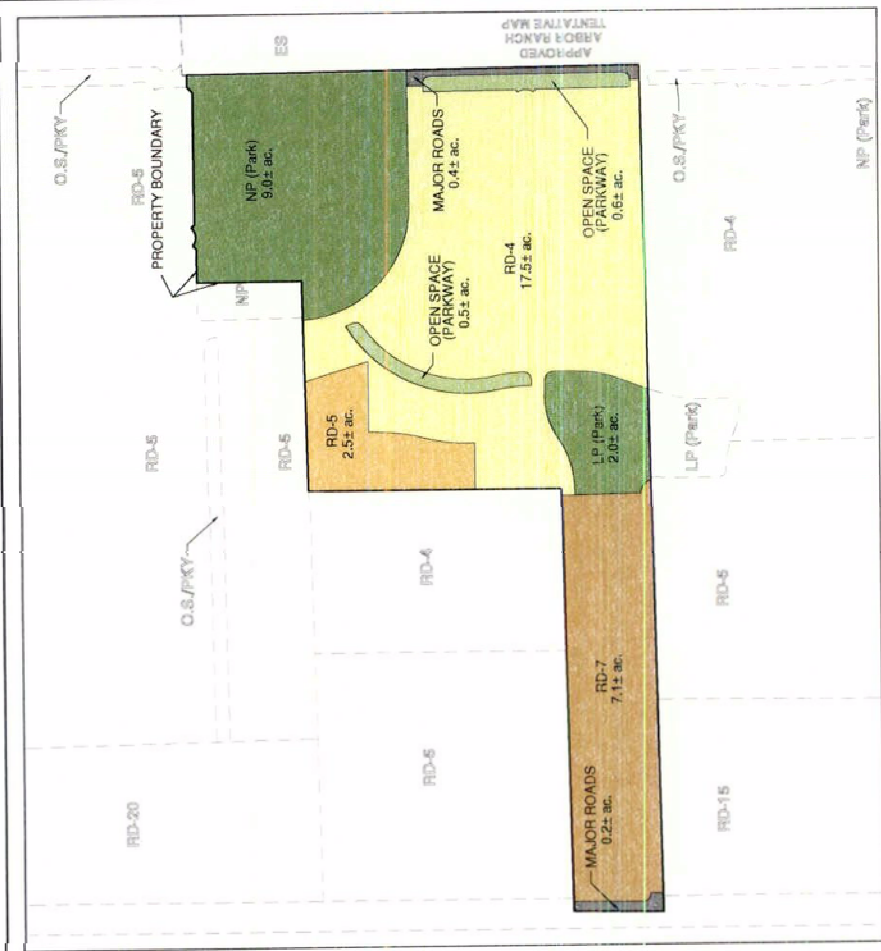 O.S./PKY
RD-5
PROPERTY BOUNDARY
NP
RD-5
RD-5
O.S./PKY
RD-20
ES
APPROVED
ARBOR RANCH
TENTATIVE MAP
NP (Park)
9.0± ac.
MAJOR ROADS
0.4± ac.
OPEN SPACE
(PARKWAY)
0.5± ac.
RD-4
17.5± ac.
OPEN SPACE
(PARKWAY)
0.6± ac.
RD-5
2.5± ac.
LP (Park)
2.0± ac.
RD-4
RD-5
RD-7
7.1± ac.
MAJOR ROADS
0.2± ac.
O.S./PKY
NP (Park)
RD-4
LP (Park)
RD-5
RD-15